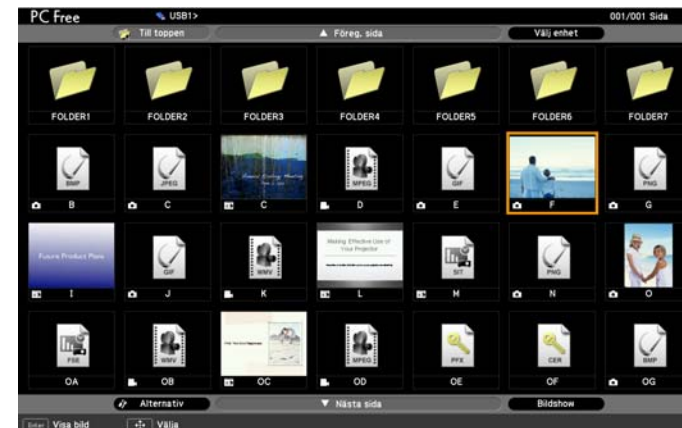 PC Free USB1> 001/001 Sida
Till toppen ▲ Föreg. sida Välj enhet
FOLDER1 FOLDER2 FOLDER3 FOLDER4 FOLDER5 FOLDER6 FOLDER7
BMP JPEG MPEG GIF PNG
B C C D E F G
Future Product Plans GIF WMV Making Effective Use of
Your Projector SIT PNG
I J K L M N O
FSE WMV MPEG PFX CER BMP
OA OB OC OD OE OF OG
Alternativ ▼ Nästa sida Bildshow
Enter Visa bild Välja